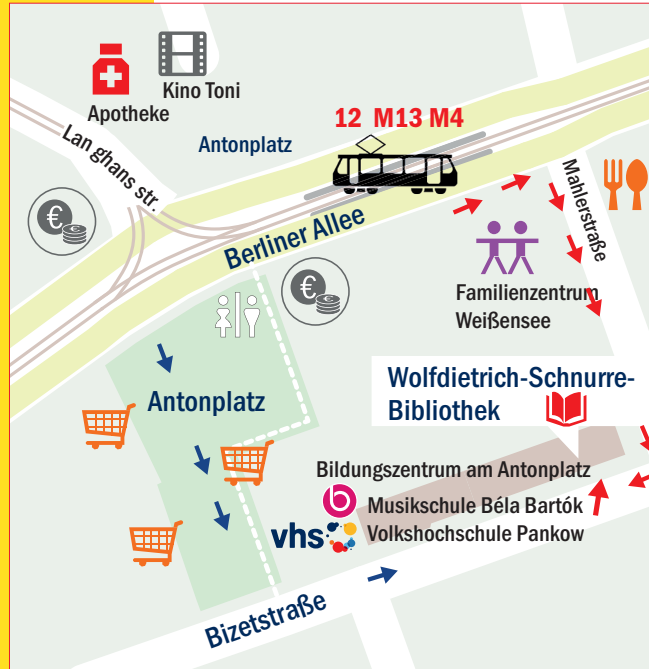 Kino Toni
Apotheke
12 M13 M4
Antonplatz
Lan ghans str.
€
Mahlerstraße
Berliner Allee
€
Familienzentrum
Weißensee
Antonplatz
Wolfdietrich-Schnurre-
Bibliothek
Bildungszentrum am Antonplatz
b Musikschule Béla Bartók
vhs Volkshochschule Pankow
Bizetstraße